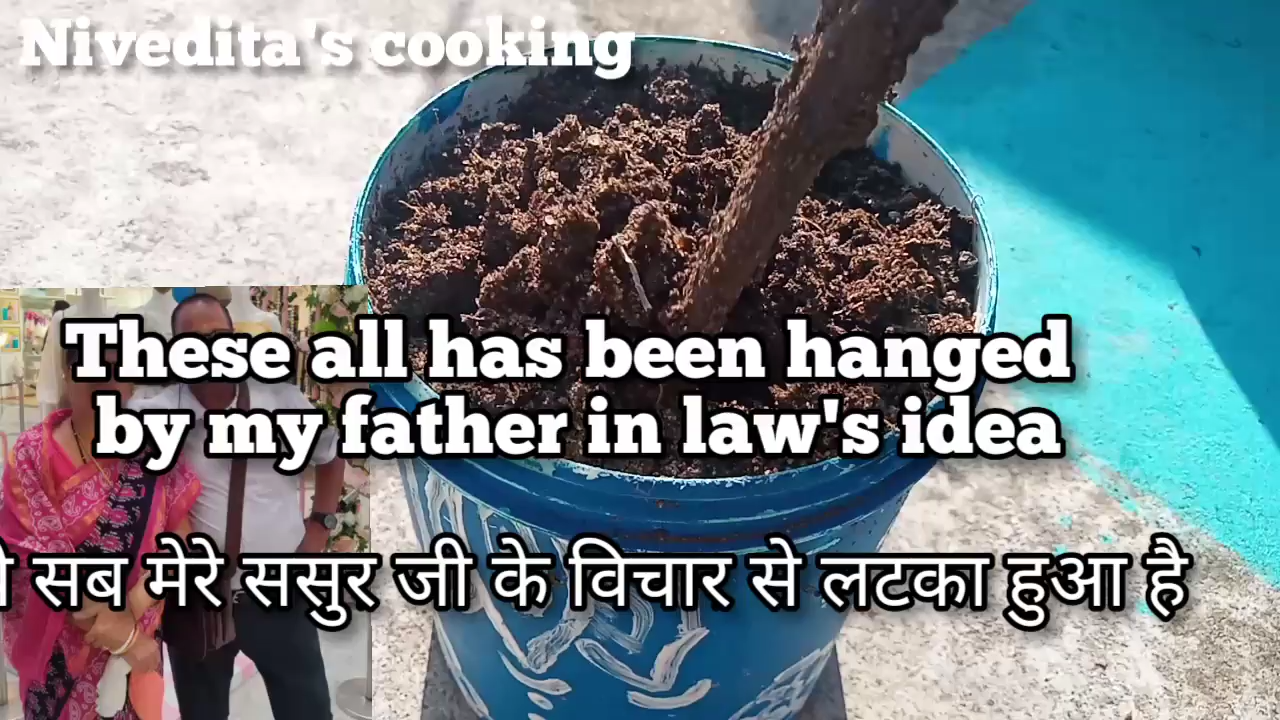 Nivedita's cooking
These all has been hanged
by my father in law's idea
सब मेरे ससुर जी के विचार से लटका हुआ है